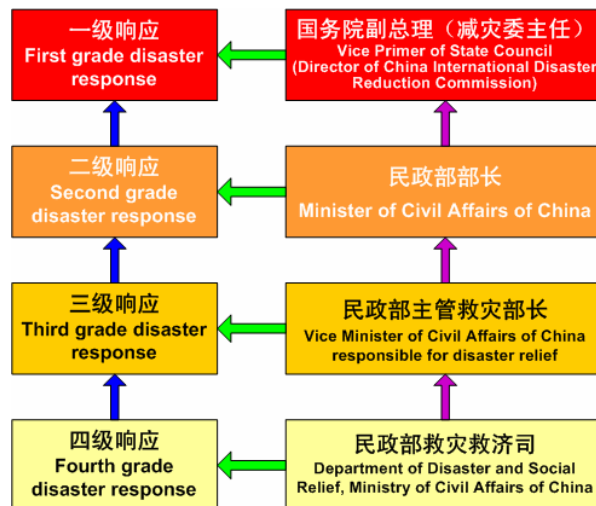 一级响应
First grade disaster
response
国务院副总理（减灾委主任）
Vice Primer of State Council
(Director of China International Disaster
Reduction Commission)
二级响应
Second grade
disaster response
民政部部长
Minister of Civil Affairs of China
三级响应
Third grade disaster
response
民政部主管救灾部长
Vice Minister of Civil Affairs of China
responsible for disaster relief
四级响应
Fourth grade
disaster response
民政部救灾救济司
Department of Disaster and Social
Relief, Ministry of Civil Affairs of China